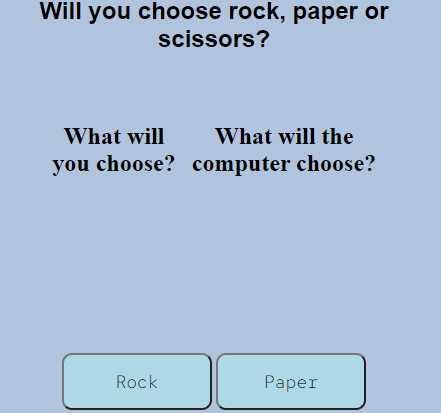 Will you choose rock, paper or
scissors?
What will
you choose?
What will the
computer choose?
Rock
Paper